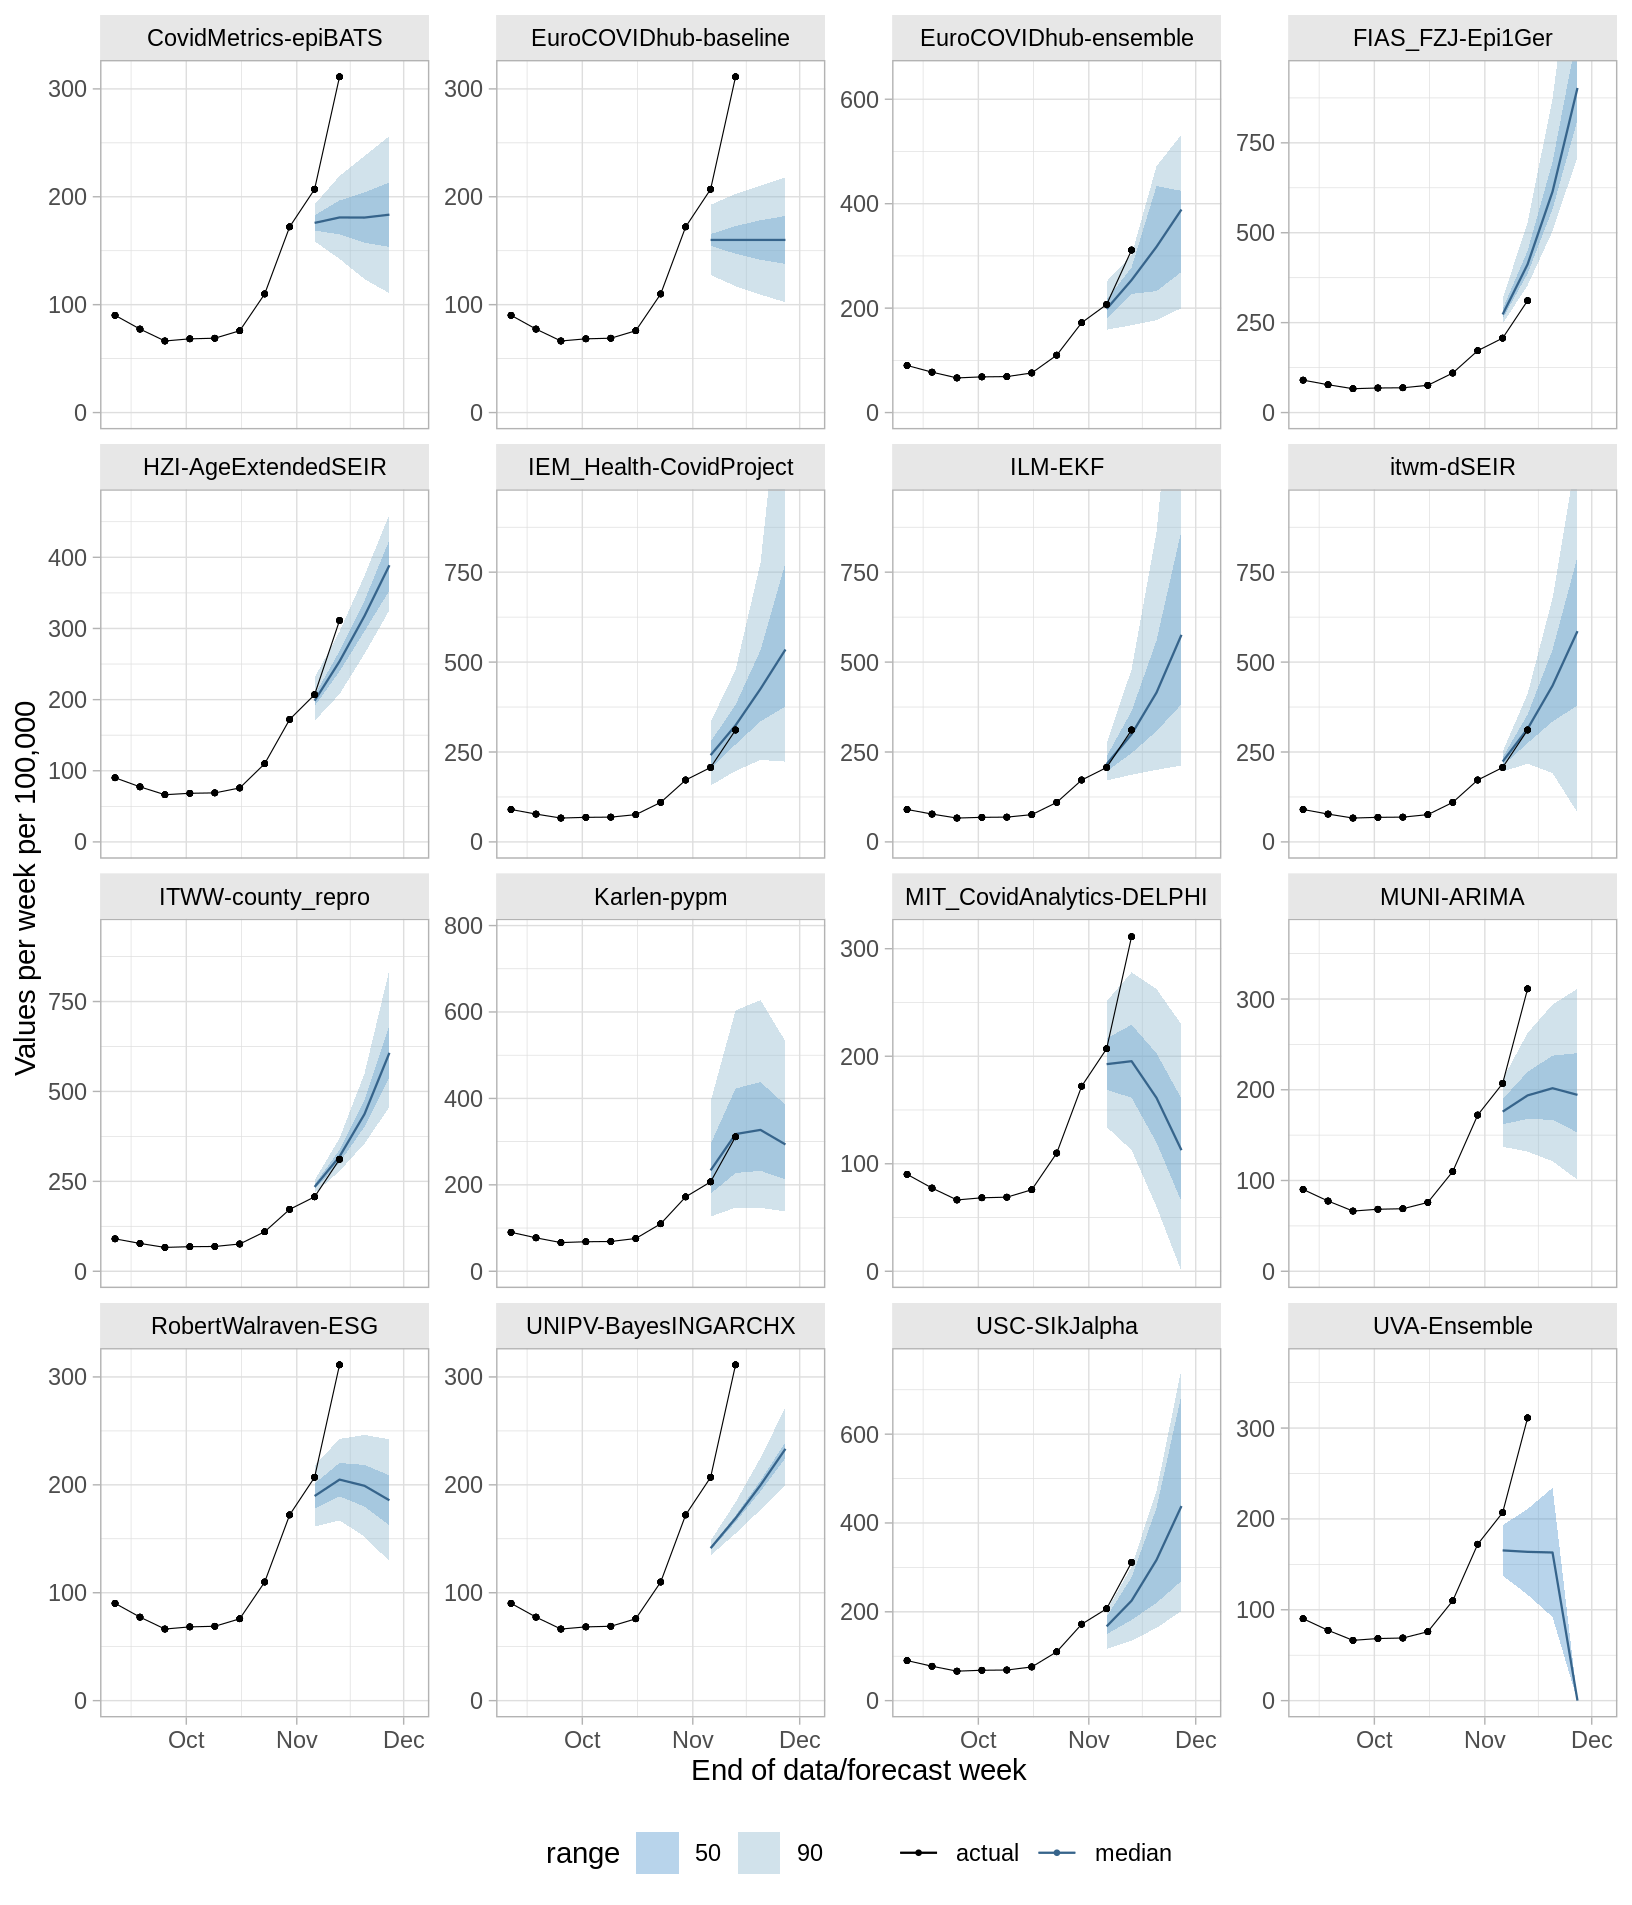 CovidMetrics-epiBATS EuroCOVIDhub-baseline EuroCOVIDhub-ensemble FIAS_FZJ-Epi1Ger
300 300 600 750
200 200 400 500
100 100 200 250
0 0 0 0
HZI-AgeExtendedSEIR IEM_Health-CovidProject ILM-EKF itwm-dSEIR
400 750 750 750
300 500 500 500
200 250 250 250
100
0 0 0 0
Values per week per 100,000
ITWW-county_repro Karlen-pypm MIT_CovidAnalytics-DELPHI MUNI-ARIMA
750 800 300 300
500 600 200 200
250 400 100 100
0 200 0 0
0
RobertWalraven-ESG UNIPV-BayesINGARCHX USC-SIkJalpha UVA-Ensemble
300 300 600 300
200 200 400 200
100 100 200 100
0 0 0 0
Oct Nov Dec Oct Nov Dec Oct Nov Dec Oct Nov Dec
End of data/forecast week
range 50 90 actual median